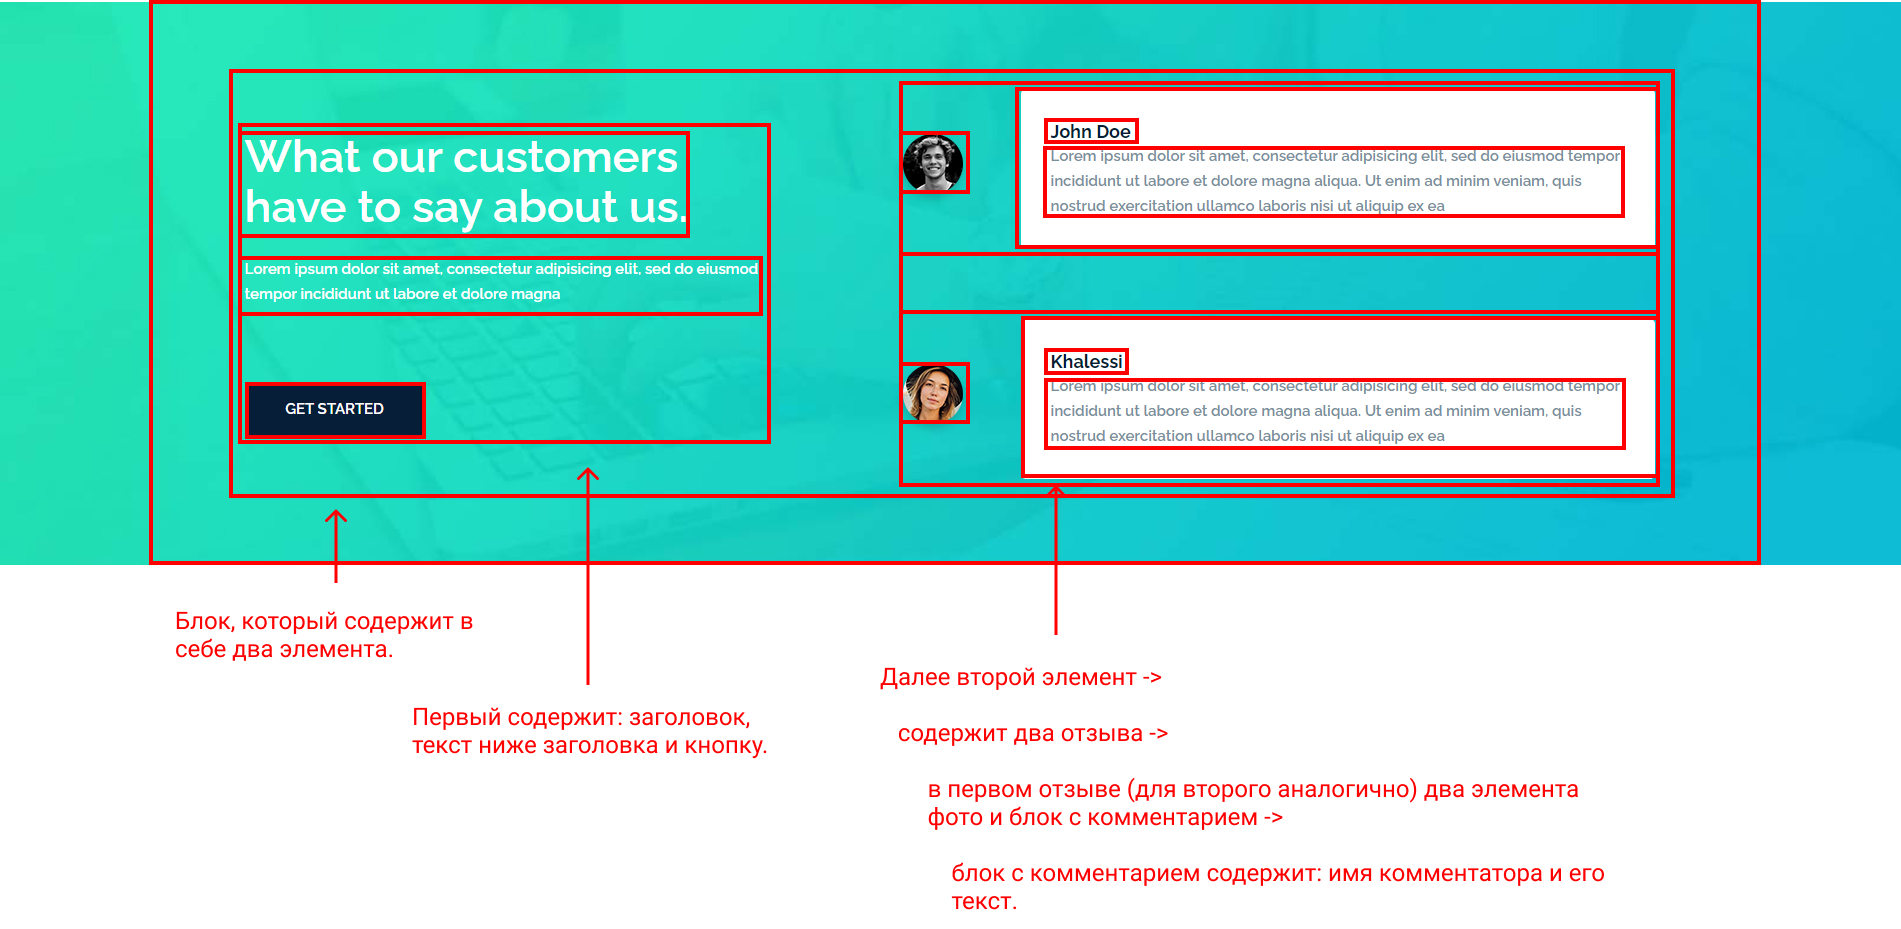 What our customers
have to say about us.
Lorem ipsum dolor sit amet, consectetur adipisicing elit, sed do eiusmod
tempor incididunt ut labore et dolore magna
GET STARTED
John Doe
Lorem ipsum dolor sit amet, consectetur adipisicing elit, sed do eiusmod tempor
incididunt ut labore et dolore magna aliqua. Ut enim ad minim veniam, quis
nostrud exercitation ullamco laboris nisi ut aliquip ex ea
Khalessi
Lorem ipsum dolor sit amet, consectetur adipisicing elit, sed do eiusmod tempor
incididunt ut labore et dolore magna aliqua. Ut enim ad minim veniam, quis
nostrud exercitation ullamco laboris nisi ut aliquip ex ea
Блок, который содержит в
себе два элемента.
Первый содержит: заголовок,
текст ниже заголовка и кнопку.
Далее второй элемент ->
содержит два отзыва ->
в первом отзыве (для второго аналогично) два элемента
фото и блок с комментарием ->
блок с комментарием содержит: имя комментатора и его
текст.